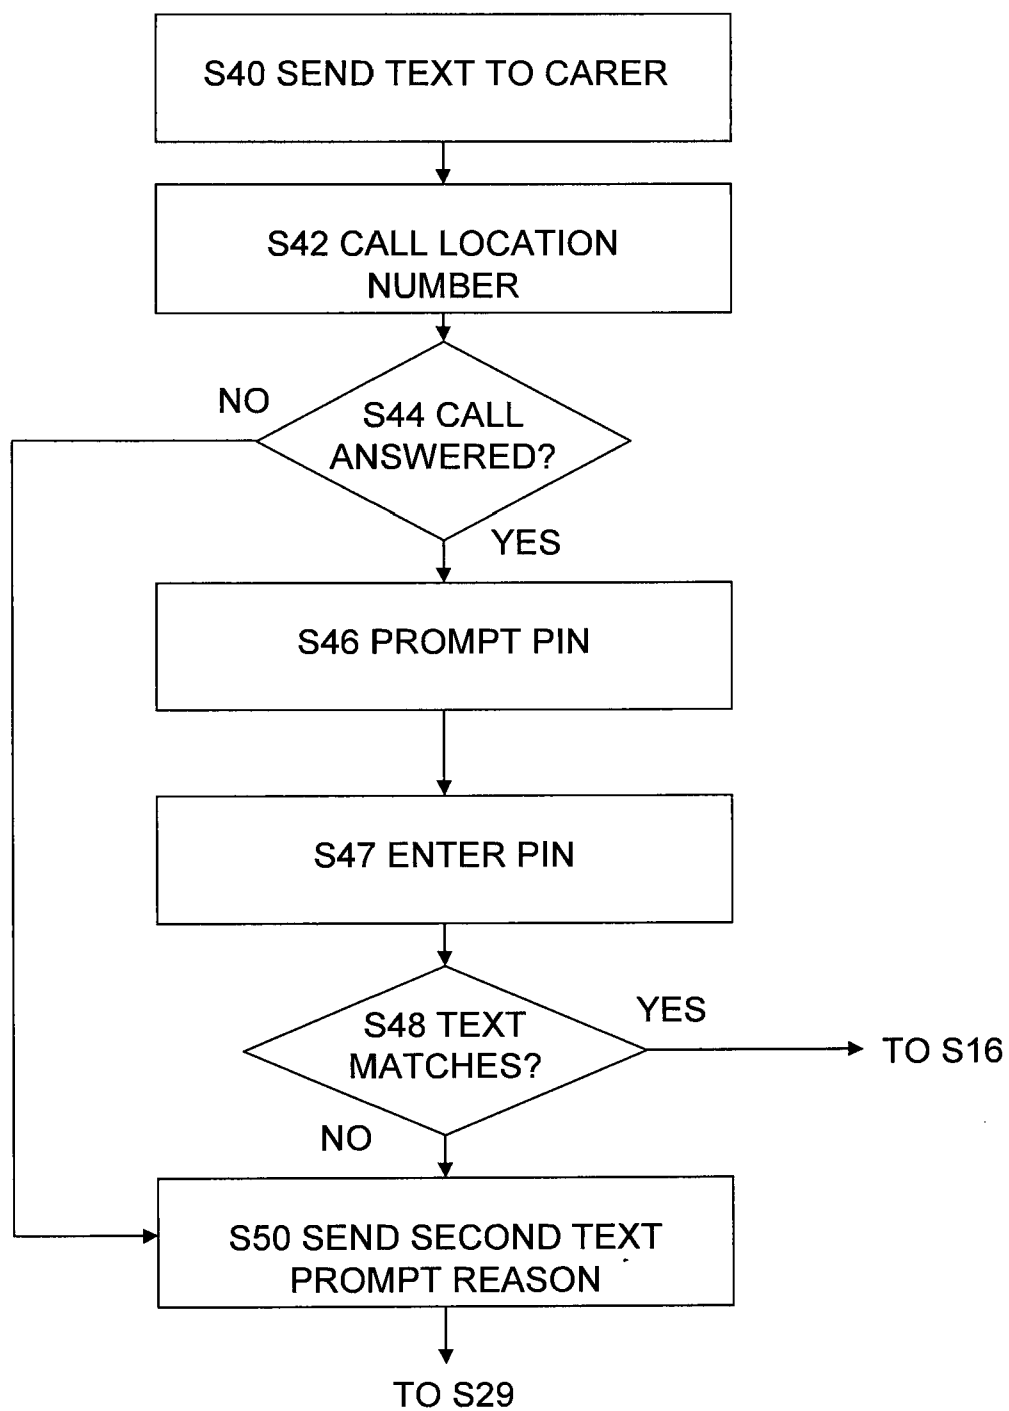 S40 SEND TEXT TO CARER
S42 CALL LOCATION
NUMBER
NO
S44 CALL
ANSWERED?
YES
S46 PROMPT PIN
S47 ENTER PIN
S48 TEXT
MATCHES?
YES
TO S16
NO
S50 SEND SECOND TEXT
PROMPT REASON
TO S29